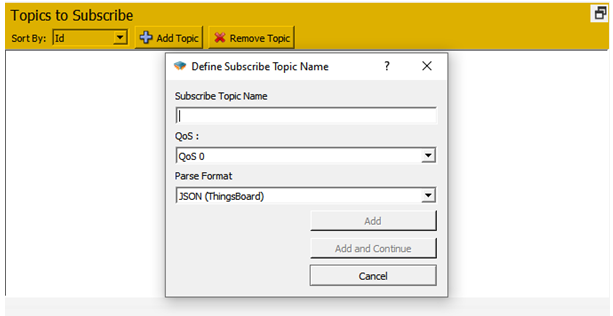 Topics to Subscribe
Sort By: Id Add Topic Remove Topic
Define Subscribe Topic Name ?
Subscribe Topic Name
QoS :
QoS 0
Parse Format
JSON (ThingsBoard)
Add
Add and Continue
Cancel